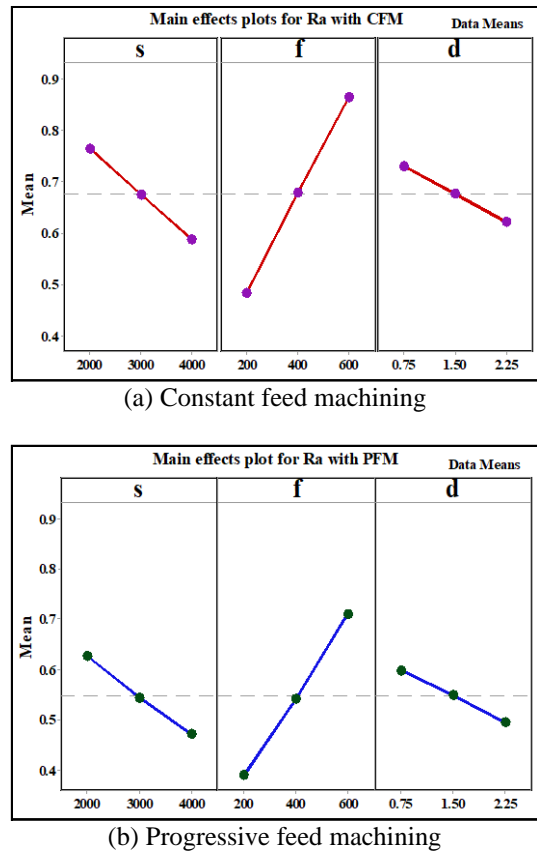 Main effects plots for Ra with CFM Data Means
s f d
0.9
0.8
0.7
0.6
0.5
0.4
Mean
2000 3000 4000 200 400 600 0.75 1.50 2.25
(a) Constant feed machining
Main effects plot for Ra with PFM Data Means
s f d
0.9
0.8
0.7
0.6
0.5
0.4
Mean
2000 3000 4000 200 400 600 0.75 1.50 2.25
(b) Progressive feed machining